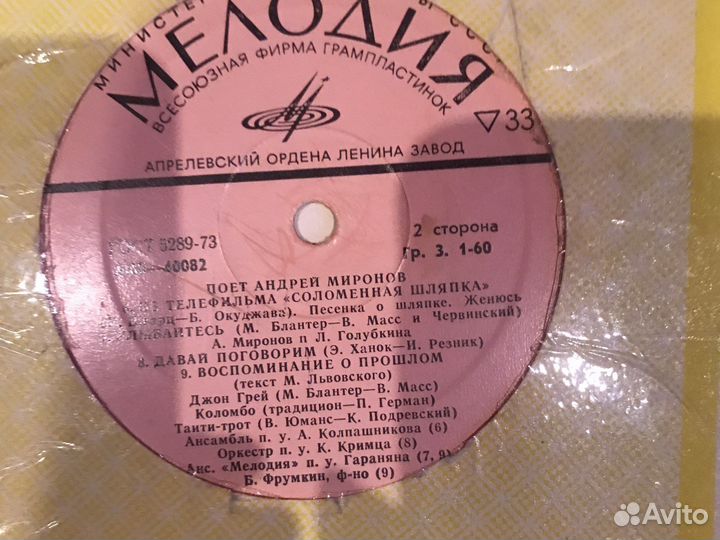 МЕЛОДИЯ
ВСЕСОЮЗНАЯ ФИРМА ГРАМПЛАСТИНОК
▽33
АПРЕЛЕВСКИЙ ОРДЕНА ЛЕНИНА ЗАВОД
ГОСТ 5289-73
2 сторона
40082
Гр. 3. 1-60
ПОЕТ АНДРЕЙ МИРОНОВ
ТЕЛЕФИЛЬМА «СОЛОМЕННАЯ ШЛЯПКА»
Б. Окуджава). Песенка о шляпке. Женюсь
(М. Блантер—В. Масс и Червинский)
А. Миронов и Л. Голубкина
8. ДАВАЙ ПОГОВОРИМ (Э. Ханок—И. Резник)
9. ВОСПОМИНАНИЕ О ПРОШЛОМ
(текст М. Львовского)
Джон Грей (М. Блантер—В. Масс)
Коломбо (традицион—П. Герман)
Таити-трот (В. Юманс—К. Подревский)
Ансамбль п. у. А. Колпашникова (6)
Оркестр п. у. К. Кримца (8)
Анс. «Мелодия» п. у. Гараняна (7, 9)
Б. Фрумкин, ф-но (9)
Avito